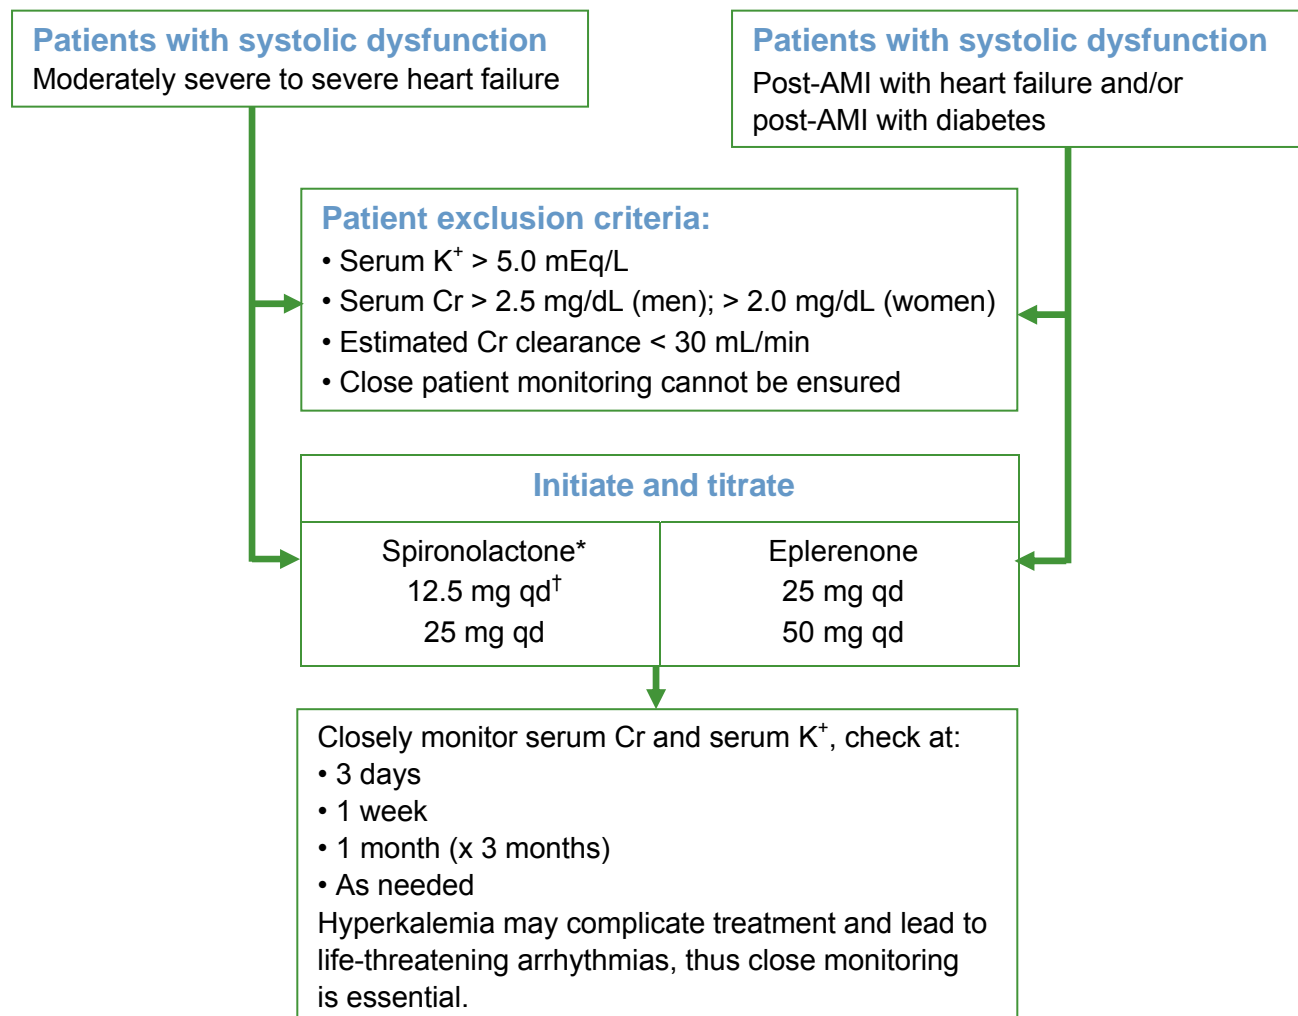 Patients with systolic dysfunction
Moderately severe to severe heart failure
Patients with systolic dysfunction
Post-AMI with heart failure and/or
post-AMI with diabetes
Patient exclusion criteria:
• Serum K⁺ > 5.0 mEq/L
• Serum Cr > 2.5 mg/dL (men); > 2.0 mg/dL (women)
• Estimated Cr clearance < 30 mL/min
• Close patient monitoring cannot be ensured
Initiate and titrate
Spironolactone*
12.5 mg qd†
25 mg qd
Eplerenone
25 mg qd
50 mg qd
Closely monitor serum Cr and serum K⁺, check at:
• 3 days
• 1 week
• 1 month (x 3 months)
• As needed
Hyperkalemia may complicate treatment and lead to
life-threatening arrhythmias, thus close monitoring
is essential.